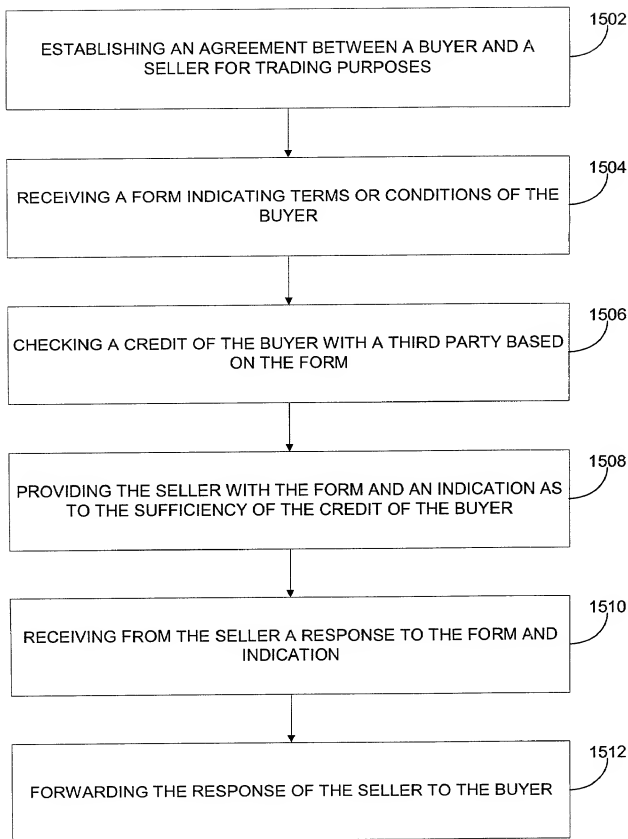 1502
ESTABLISHING AN AGREEMENT BETWEEN A BUYER AND A
SELLER FOR TRADING PURPOSES
1504
RECEIVING A FORM INDICATING TERMS OR CONDITIONS OF THE
BUYER
1506
CHECKING A CREDIT OF THE BUYER WITH A THIRD PARTY BASED
ON THE FORM
1508
PROVIDING THE SELLER WITH THE FORM AND AN INDICATION AS
TO THE SUFFICIENCY OF THE CREDIT OF THE BUYER
1510
RECEIVING FROM THE SELLER A RESPONSE TO THE FORM AND
INDICATION
1512
FORWARDING THE RESPONSE OF THE SELLER TO THE BUYER